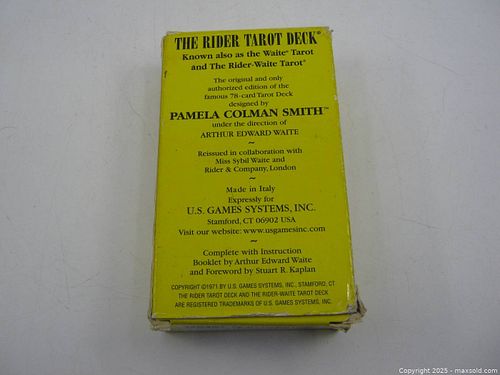 THE RIDER TAROT DECK®
Known also as the Waite® Tarot
and The Rider-Waite Tarot®
The original and only
authorized edition of the
famous 78-card Tarot Deck
designed by
PAMELA COLMAN SMITH™
under the direction of
ARTHUR EDWARD WAITE
~
Reissued in collaboration with
Miss Sybil Waite and
Rider & Company, London
~
Made in Italy
Expressly for
U.S. GAMES SYSTEMS, INC.
Stamford, CT 06902 USA
Visit our website: www.usgamesinc.com
~
Complete with Instruction
Booklet by Arthur Edward Waite
and Foreword by Stuart R. Kaplan
COPYRIGHT ©1971 BY U.S. GAMES SYSTEMS, INC., STAMFORD, CT
THE RIDER TAROT DECK AND THE RIDER-WAITE TAROT DECK
ARE REGISTERED TRADEMARKS OF U.S. GAMES SYSTEMS, INC.
Copyright 2025 - maxsold.com